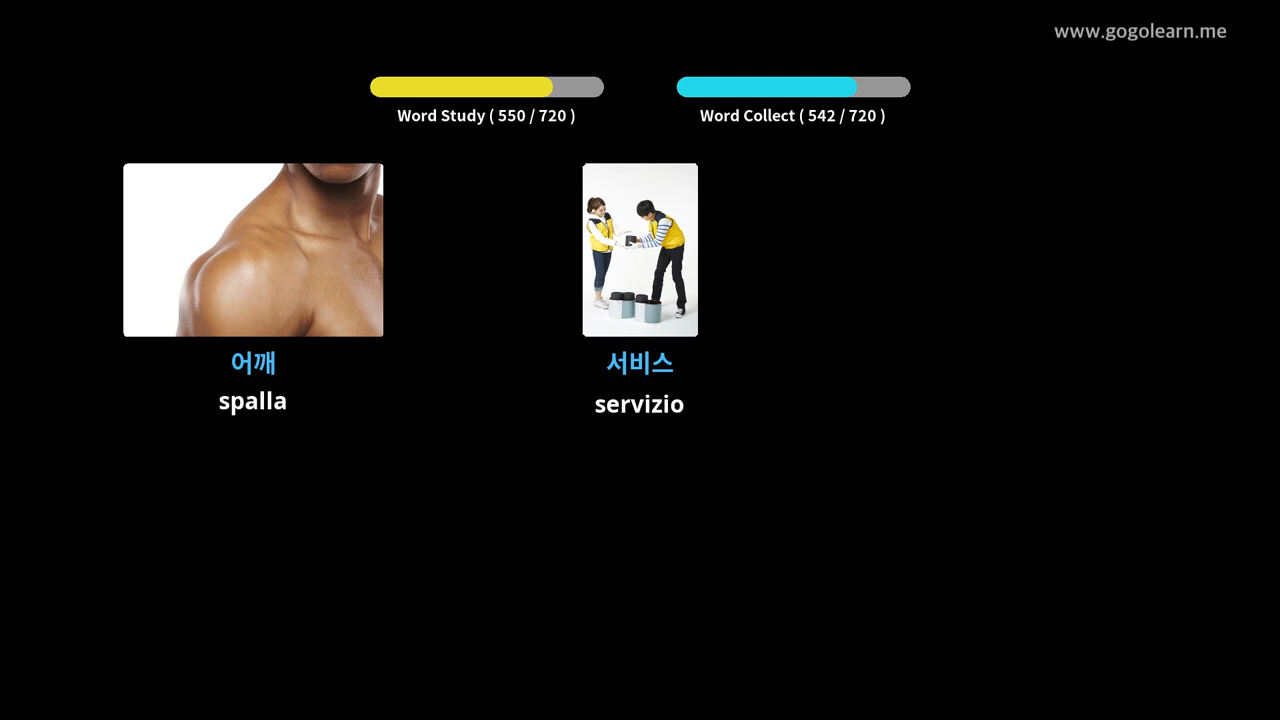 www.gogolearn.me
Word Study ( 550 / 720 )
Word Collect ( 542 / 720 )
어깨
spalla
서비스
servizio